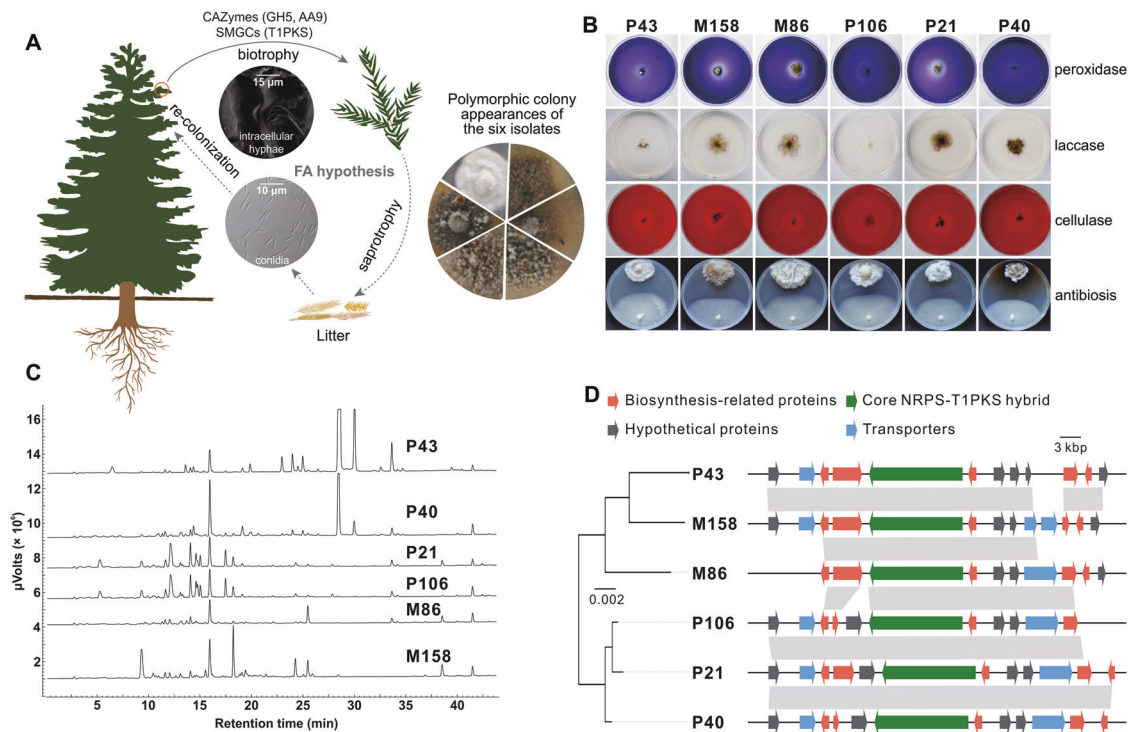 A
CAZymes (GH5, AA9)
SMGCs (T1PKS)
biotrophy
15 μm
intracellular
hyphae
re-colonization
FA hypothesis
10 μm
conidia
saprotrophy
Litter
Polymorphic colony
appearances of
the six isolates
B
P43 M158 M86 P106 P21 P40
peroxidase
laccase
cellulase
antibiosis
C
16
14
12
10
8
6
4
2
μVolts (× 10⁶)
P43
P40
P21
P106
M86
M158
5 10 15 20 25 30 35 40
Retention time (min)
D
Biosynthesis-related proteins Core NRPS-T1PKS hybrid
Hypothetical proteins Transporters
3 kbp
P43
M158
M86
0.002
P106
P21
P40